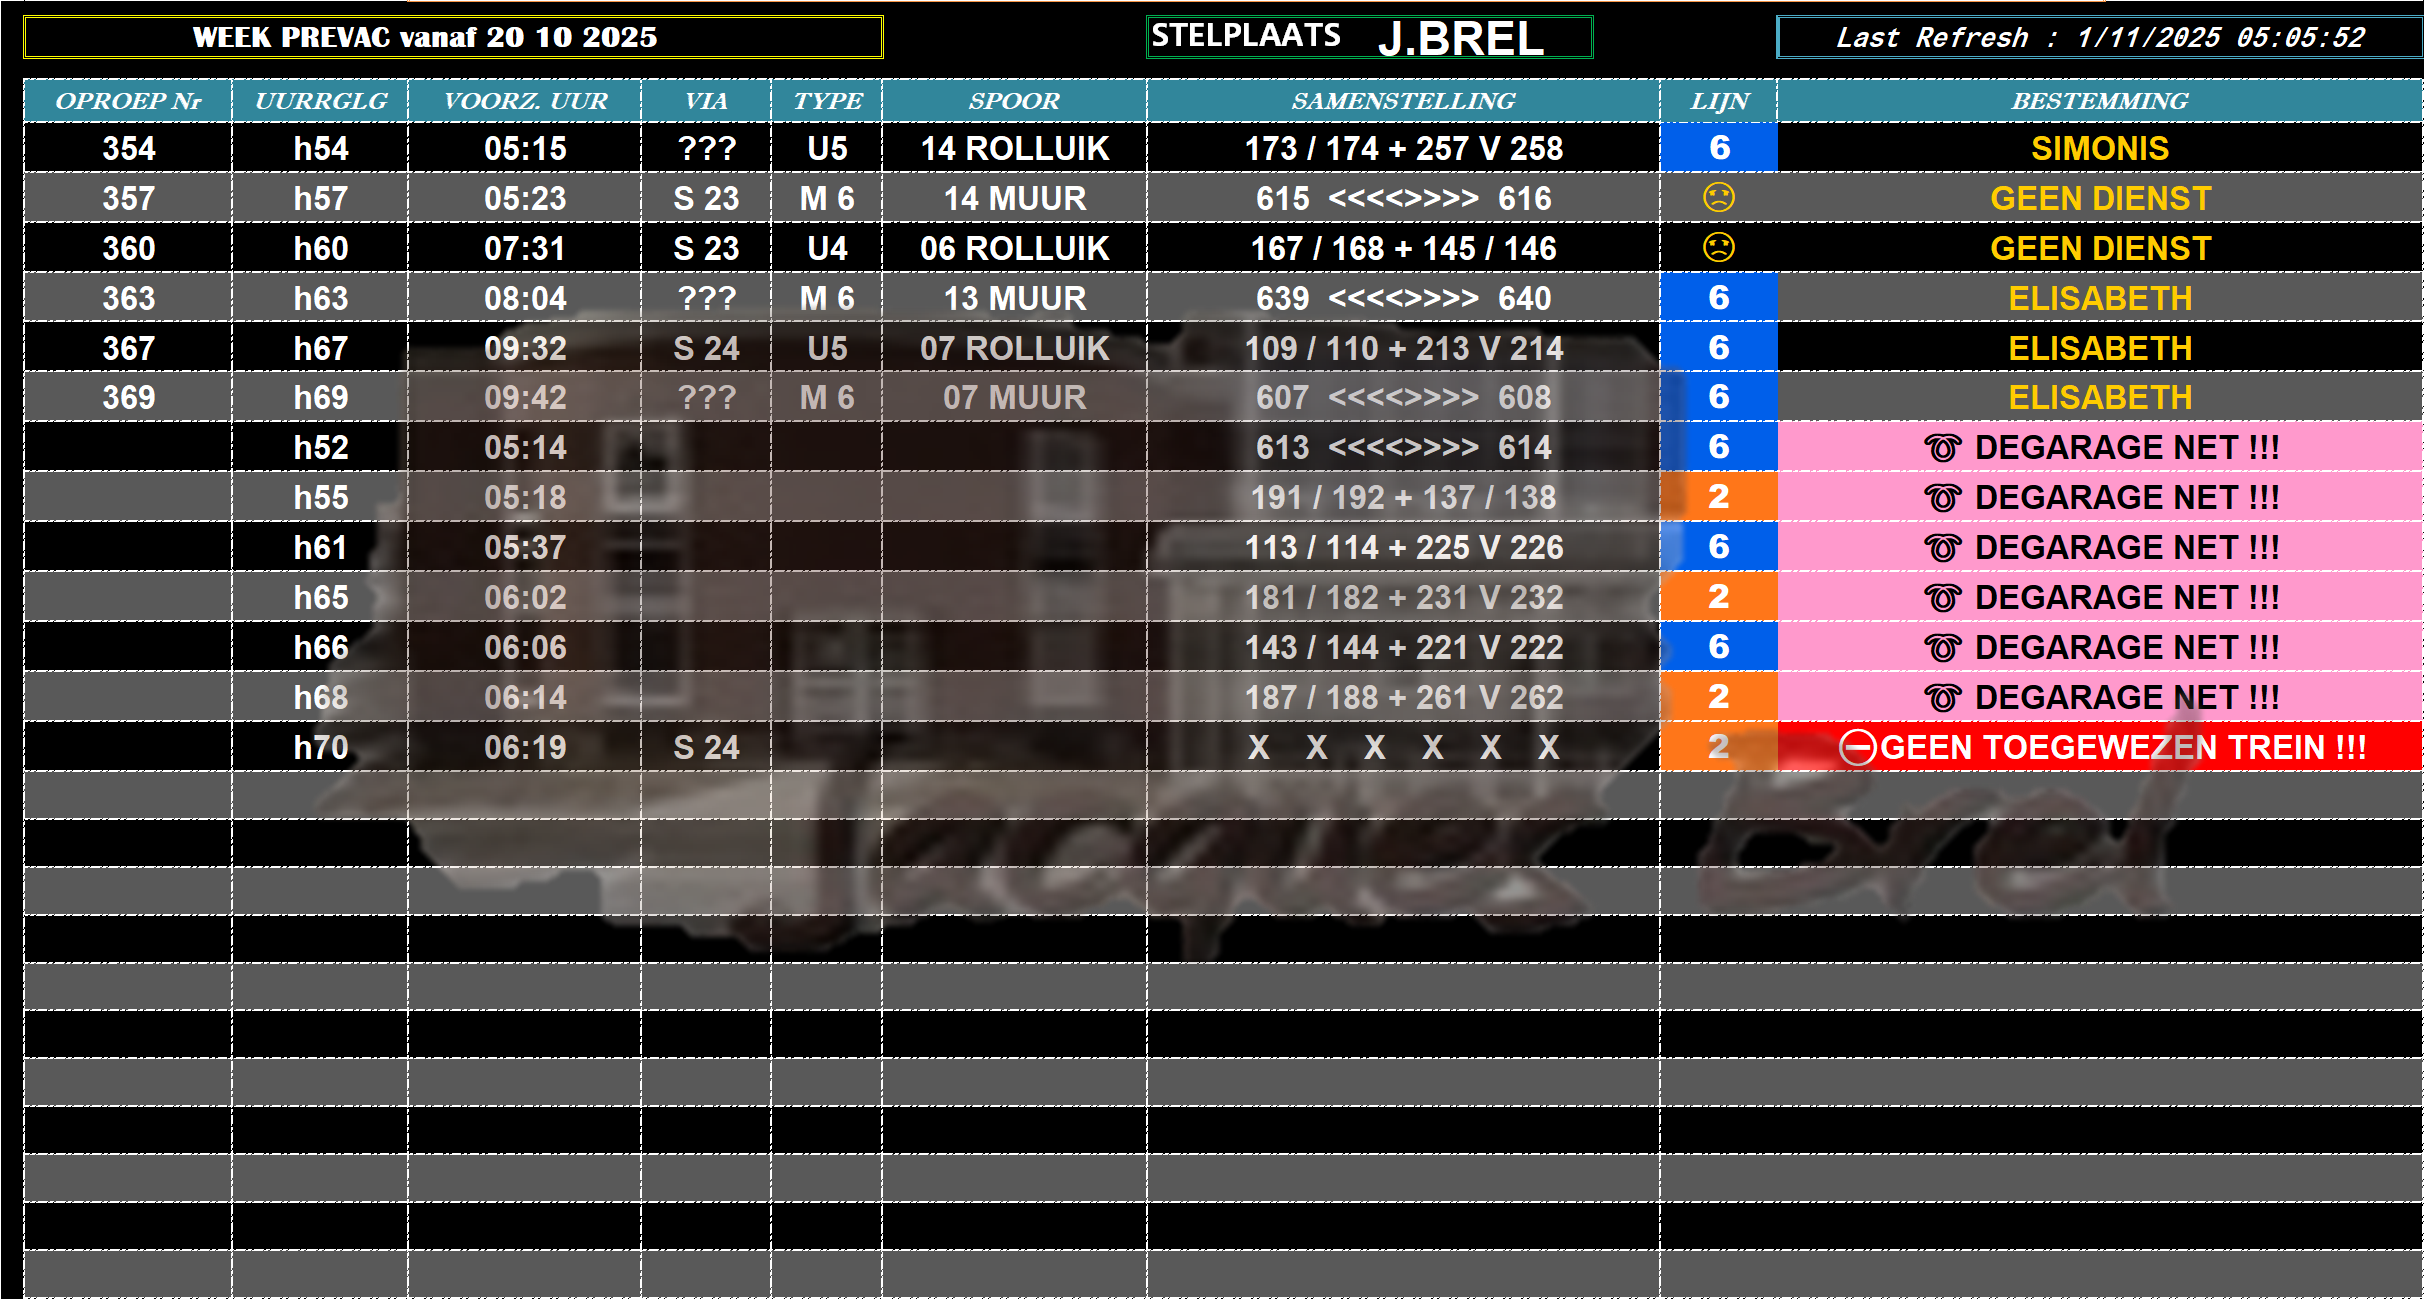 WEEK PREVAC vanaf 20 10 2025 STELPLAATS J.BREL Last Refresh : 1/11/2025 05:05:52
OPROEP Nr UURRGLG VOORZ. UUR VIA TYPE SPOOR SAMENSTELLING LIJN BESTEMMING
354 h54 05:15 ??? U5 14 ROLLUIK 173 / 174 + 257 V 258 6 SIMONIS
357 h57 05:23 S 23 M 6 14 MUUR 615 <<<<>>>> 616 ☹ GEEN DIENST
360 h60 07:31 S 23 U4 06 ROLLUIK 167 / 168 + 145 / 146 ☹ GEEN DIENST
363 h63 08:04 ??? M 6 13 MUUR 639 <<<<>>>> 640 6 ELISABETH
367 h67 09:32 S 24 U5 07 ROLLUIK 109 / 110 + 213 V 214 6 ELISABETH
369 h69 09:42 ??? M 6 07 MUUR 607 <<<<>>>> 608 6 ELISABETH
h52 05:14 613 <<<<>>>> 614 6 ➿ DEGARAGE NET !!!
h55 05:18 191 / 192 + 137 / 138 2 ➿ DEGARAGE NET !!!
h61 05:37 113 / 114 + 225 V 226 6 ➿ DEGARAGE NET !!!
h65 06:02 181 / 182 + 231 V 232 2 ➿ DEGARAGE NET !!!
h66 06:06 143 / 144 + 221 V 222 6 ➿ DEGARAGE NET !!!
h68 06:14 187 / 188 + 261 V 262 2 ➿ DEGARAGE NET !!!
h70 06:19 S 24 X X X X X X 2 ⛔GEEN TOEGEWEZEN TREIN !!!
Jacques Brel